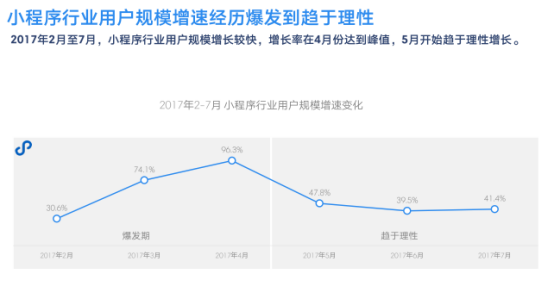 小程序行业用户规模增速经历爆发到趋于理性
2017年2月至7月，小程序行业用户规模增长较快，增长率在4月份达到峰值，5月开始趋于理性增长。
2017年2-7月 小程序行业用户规模增速变化
30.6%
74.1%
96.3%
47.8%
39.5%
41.4%
爆发期
趋于理性
2017年2月
2017年3月
2017年4月
2017年5月
2017年6月
2017年7月